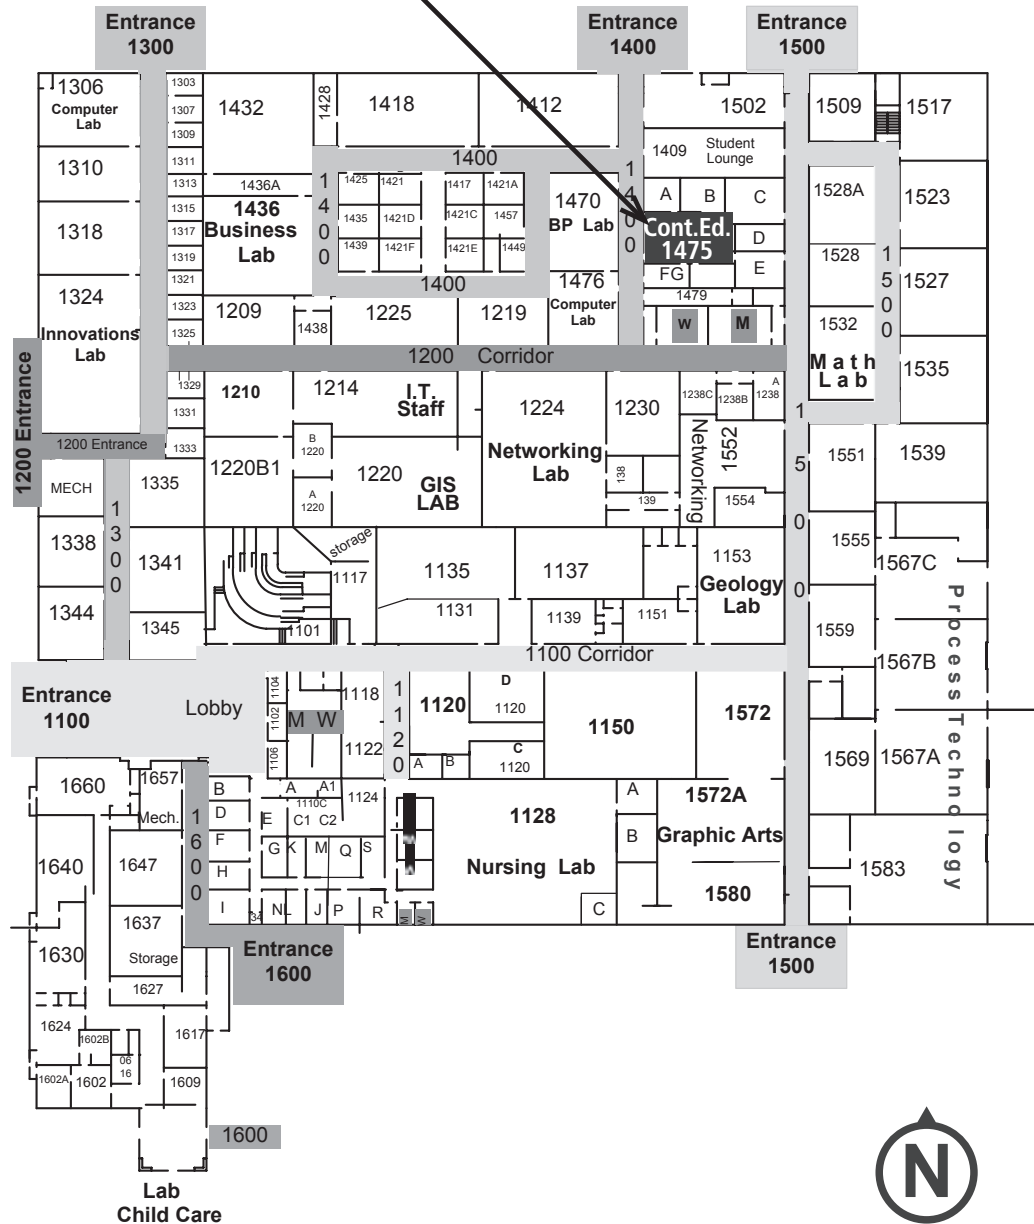 Entrance
1300
Entrance
1400
Entrance
1500
1306
Computer
Lab
1303
1307
1309
1432
1428
1418
1412
1502
1509
1517
1310
1311
1313
1400
1409
Student
Lounge
1436A
1425
1421
1417
1421A
1470
BP Lab
A
B
C
1528A
1523
1318
1315
1317
1319
1321
1436
Business
Lab
1400
1435
1421D
1421C
1457
1400
Cont.Ed.
1475
D
1439
1421F
1421E
1449
1528
1500
1527
1324
Innovations
Lab
1400
1476
Computer
Lab
FG
E
1479
1323
1325
1209
1438
1225
1219
W
M
1532
Math
Lab
1535
1200 Corridor
1200 Entrance
1329
1331
1333
1210
1214
I.T.
Staff
1224
Networking
Lab
1230
1238C
1238B
A
1238
1500
1200 Entrance
B
1220
1220
GIS
LAB
A
1220
1220B1
138
139
Networking
1552
1554
1551
1539
MECH
1335
1300
1338
1341
storage
1117
1135
1137
1153
Geology
Lab
1555
1567C
1344
1345
1101
1131
1139
1151
1559
1567B
Process Technology
1100 Corridor
Entrance
1100
Lobby
1104
1102
1106
M W
1118
1122
1120
1120
D
1120
C
1120
A
B
1150
1572
1569
1567A
1660
1657
Mech.
1600
B
D
F
H
I
A
A1
1110C
C1 C2
1124
E
G
K
M
Q
S
34
N
L
J
P
R
M
W
1128
Nursing Lab
A
B
C
1572A
Graphic Arts
1580
1583
1640
1647
1630
1637
Storage
1627
Entrance
1600
Entrance
1500
1624
1602B
1617
06
16
1602A
1602
1609
1600
Lab
Child Care
N